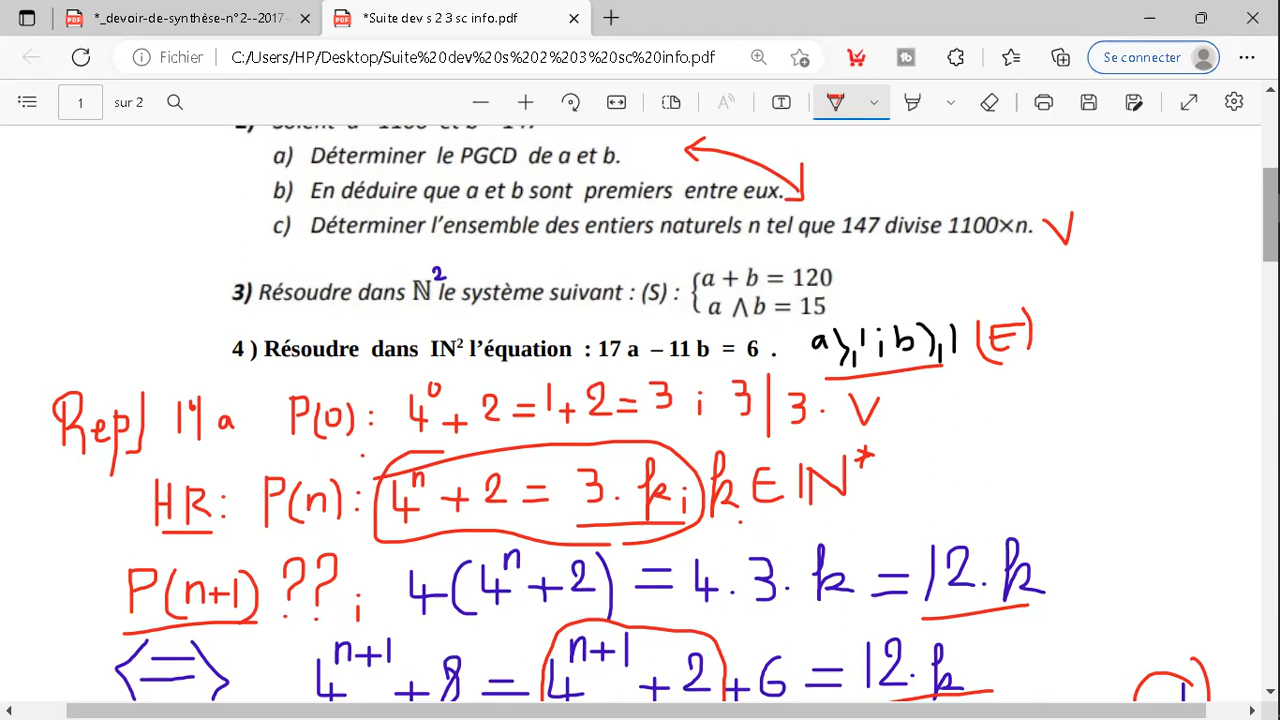 *_devoir-de-synthèse-n°2--2017-
*Suite dev s 2 3 sc info.pdf
Fichier
C:/Users/HP/Desktop/Suite%20dev%20s%202%203%20sc%20info.pdf
Se connecter
1 sur 2
a) Déterminer le PGCD de a et b.
b) En déduire que a et b sont premiers entre eux.
c) Déterminer l'ensemble des entiers naturels n tel que 147 divise 1100×n. V
3) Résoudre dans ℕ² le système suivant : (S) : { a + b = 120
a ∧ b = 15
4 ) Résoudre dans IN² l'équation : 17 a – 11 b = 6 . a⩾1 ; b⩾1 (E)
Rep] 1°) a P(0): 4⁰ + 2 = 1 + 2 = 3 ; 3 | 3 . V
HR: P(n): 4ⁿ + 2 = 3. k ; k ∈ IN*
P(n+1) ?? ; 4(4ⁿ + 2) = 4 . 3 . k = 12. k
<=> 4ⁿ⁺¹ + 8 = 4ⁿ⁺¹ + 2 + 6 = 12. k